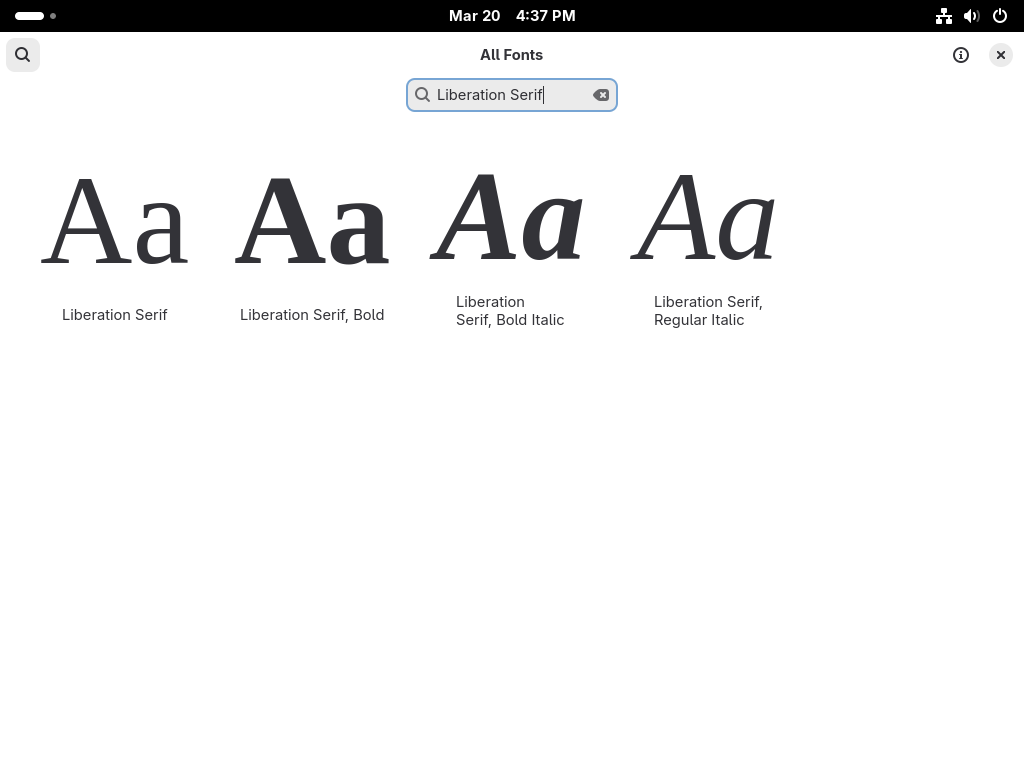 Mar 20 4:37 PM
All Fonts
Liberation Serif
Aa Aa Aa Aa
Liberation Serif
Liberation Serif, Bold
Liberation
Serif, Bold Italic
Liberation Serif,
Regular Italic